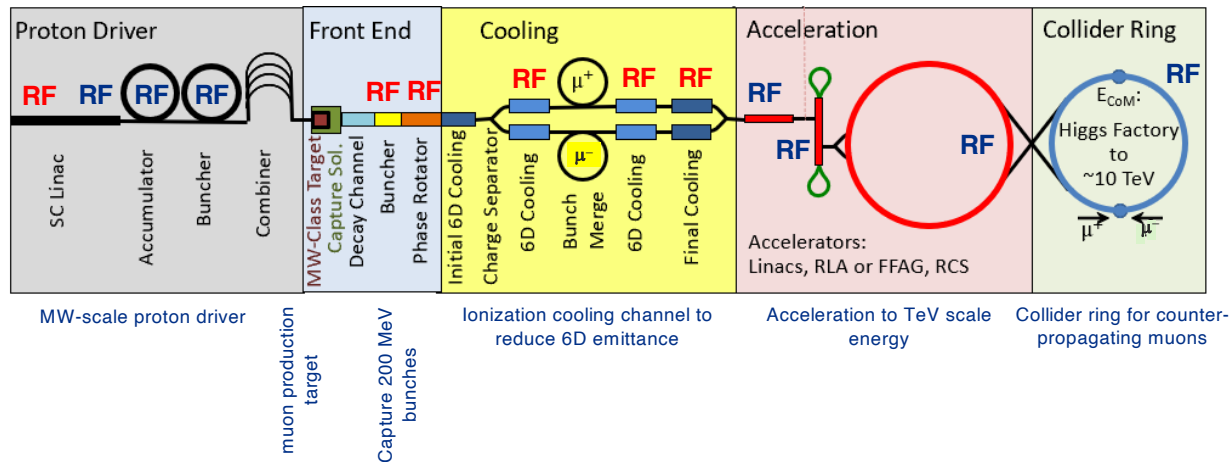 Proton Driver
RF
RF
RF
RF
SC Linac
Accumulator
Buncher
Combiner
MW-scale proton driver
muon production
target
Front End
RF
RF
MW-Class Target
Capture Sol.
Decay Channel
Buncher
Phase Rotator
Capture 200 MeV
bunches
Cooling
RF
μ+
RF
RF
μ-
Initial 6D Cooling
Charge Separator
6D Cooling
Bunch
Merge
6D Cooling
Final Cooling
Ionization cooling channel to
reduce 6D emittance
Acceleration
RF
RF
RF
Accelerators:
Linacs, RLA or FFAG, RCS
Acceleration to TeV scale
energy
Collider Ring
RF
ECoM:
Higgs Factory
to
~10 TeV
μ+
μ-
Collider ring for counter-
propagating muons